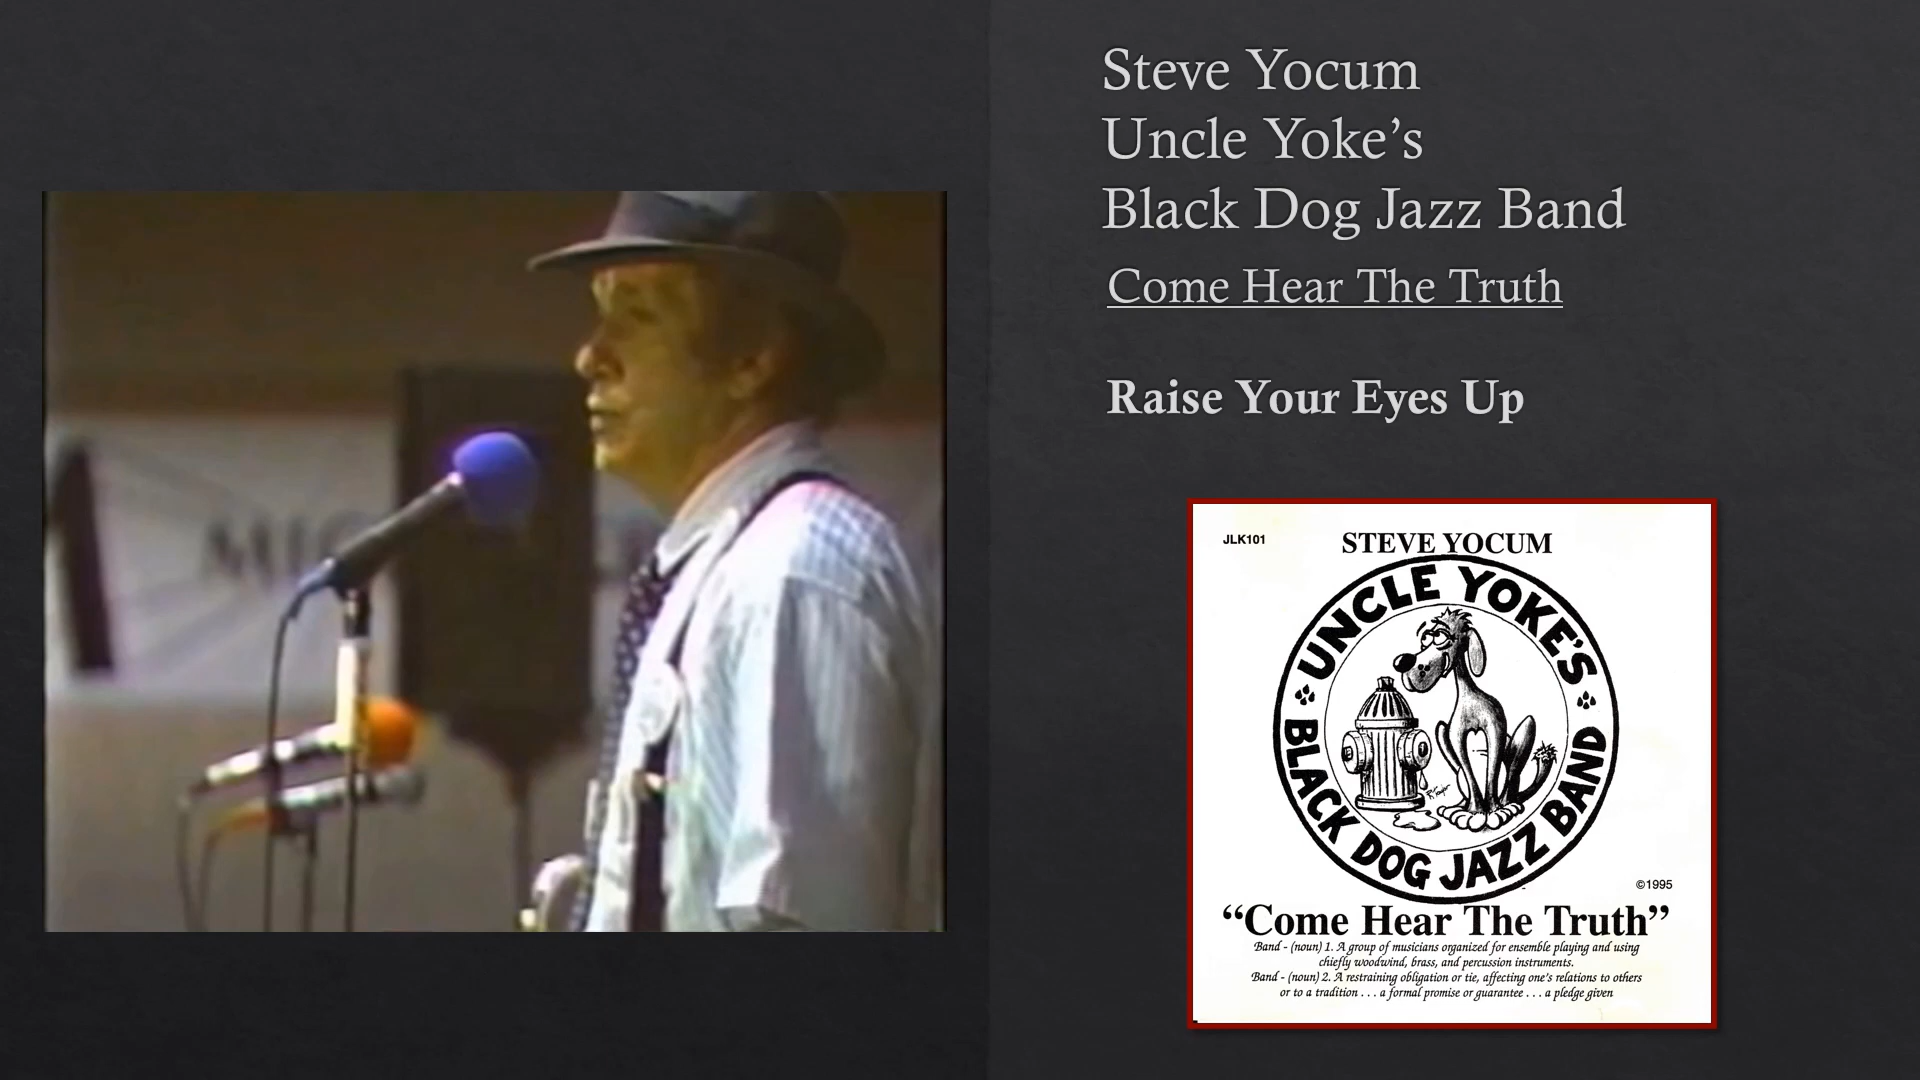 Steve Yocum
Uncle Yoke’s
Black Dog Jazz Band
Come Hear The Truth
Raise Your Eyes Up
JLK101
STEVE YOCUM
UNCLE YOKE'S
BLACK DOG JAZZ BAND
©1995
“Come Hear The Truth”
Band - (noun) 1. A group of musicians organized for ensemble playing and using
chiefly woodwind, brass, and percussion instruments.
Band - (noun) 2. A restraining obligation or tie, affecting one's relations to others
or to a tradition . . . a formal promise or guarantee . . . a pledge given